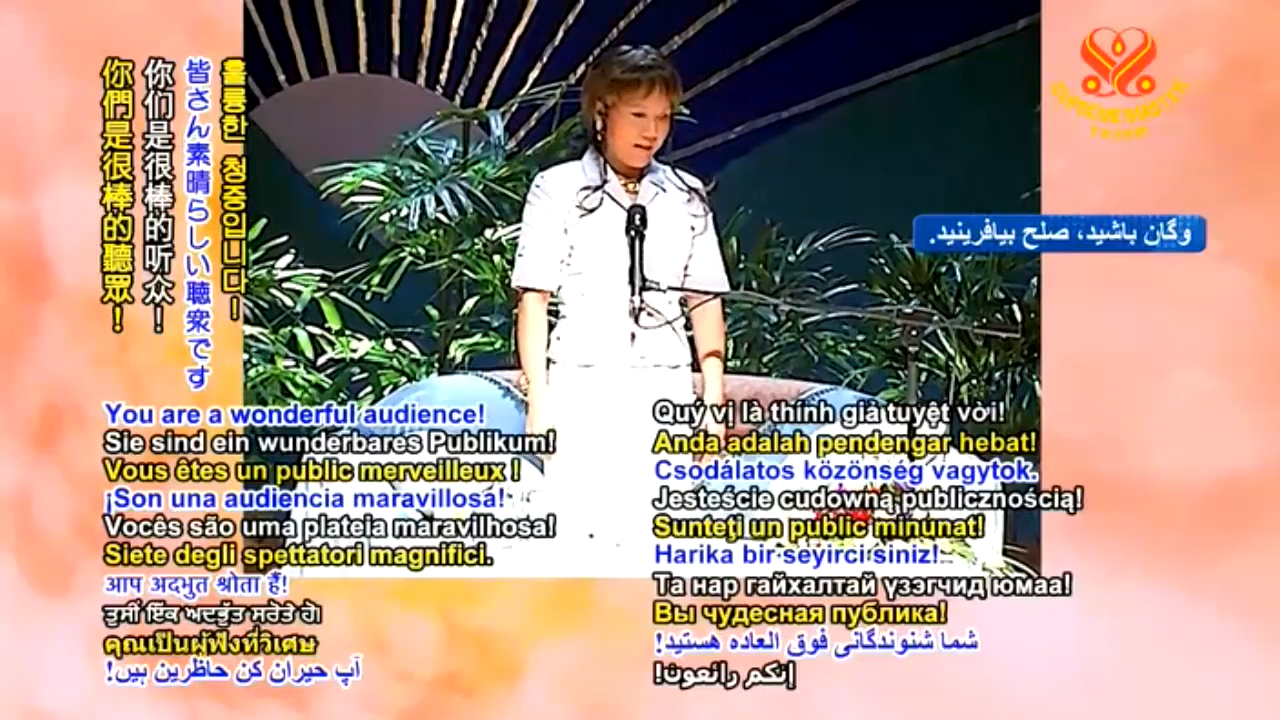 훌륭한 청중입니다!
皆さん素晴らしい聴衆です
你们是很棒的听众!
你們是很棒的聽眾!
وگان باشید، صلح بیافرینید.
You are a wonderful audience!
Sie sind ein wunderbares Publikum!
Vous êtes un public merveilleux !
¡Son una audiencia maravillosa!
Vocês são uma plateia maravilhosa!
Siete degli spettatori magnifici.
आप अदभुत श्रोता हैं!
ਤੁਸੀਂ ਇੱਕ ਅਦਭੁੱਤ ਸਰੋਤੇ ਹੋ।
คุณเป็นผู้ฟังที่วิเศษ
آپ حیران کن حاظرین ہیں!
Quý vị là thính giả tuyệt vời!
Anda adalah pendengar hebat!
Csodálatos közönség vagytok.
Jesteście cudowną publicznością!
Sunteţi un public minunat!
Harika bir seyircisiniz!
Та нар гайхалтай үзэгчид юмаа!
Вы чудесная публика!
شما شنوندگانی فوق العاده هستید!
إنكم رائعون!